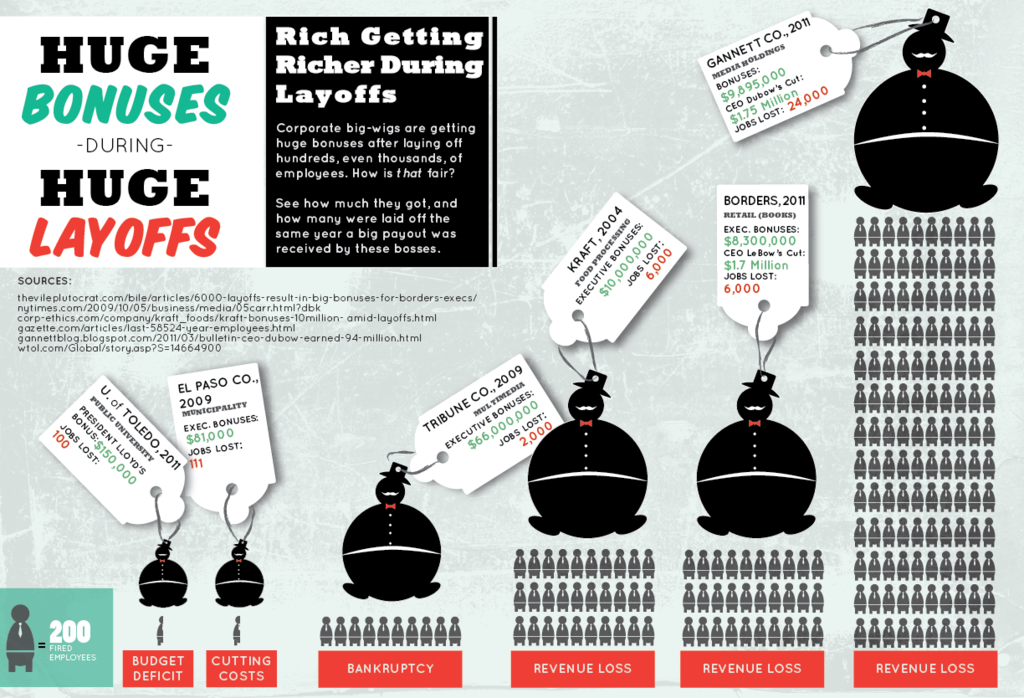 HUGE
BONUSES
-DURING-
HUGE
LAYOFFS
Rich Getting
Richer During
Layoffs
Corporate big-wigs are getting
huge bonuses after laying off
hundreds, even thousands, of
employees. How is that fair?
See how much they got, and
how many were laid off the
same year a big payout was
received by these bosses.
SOURCES:
thevileplutocrat.com/bile/articles/6000-layoffs-result-in-big-bonuses-for-borders-execs/
nytimes.com/2009/10/05/business/media/05carr.html?dbk
corp-ethics.com/company/kraft_foods/kraft-bonuses-10million-_amid-layoffs.html
gazette.com/articles/last-58524-year-employees.html
gannettblog.blogspot.com/2011/03/bulletin-ceo-dubow-earned-94-million.html
wtol.com/Global/story.asp?S=14664900
U. of TOLEDO, 2011
PUBLIC UNIVERSITY
PRESIDENT LLOYD'S
BONUS: $150,000
JOBS LOST:
100
EL PASO CO.,
2009
MUNICIPALITY
EXEC. BONUSES:
$81,000
JOBS LOST:
111
TRIBUNE CO., 2009
MULTIMEDIA
EXECUTIVE BONUSES:
$66,000,000
JOBS LOST:
2,000
KRAFT, 2004
FOOD PROCESSING
EXECUTIVE BONUSES:
$10,000,000
JOBS LOST:
6,000
BORDERS, 2011
RETAIL (BOOKS)
EXEC. BONUSES:
$8,300,000
CEO LeBow's Cut:
$1.7 Million
JOBS LOST:
6,000
GANNETT CO., 2011
MEDIA HOLDINGS
BONUSES:
$9,895,000
CEO Dubow's Cut:
$1.75 Million
JOBS LOST: 24,000
= 200
FIRED
EMPLOYEES
BUDGET
DEFICIT
CUTTING
COSTS
BANKRUPTCY
REVENUE LOSS
REVENUE LOSS
REVENUE LOSS